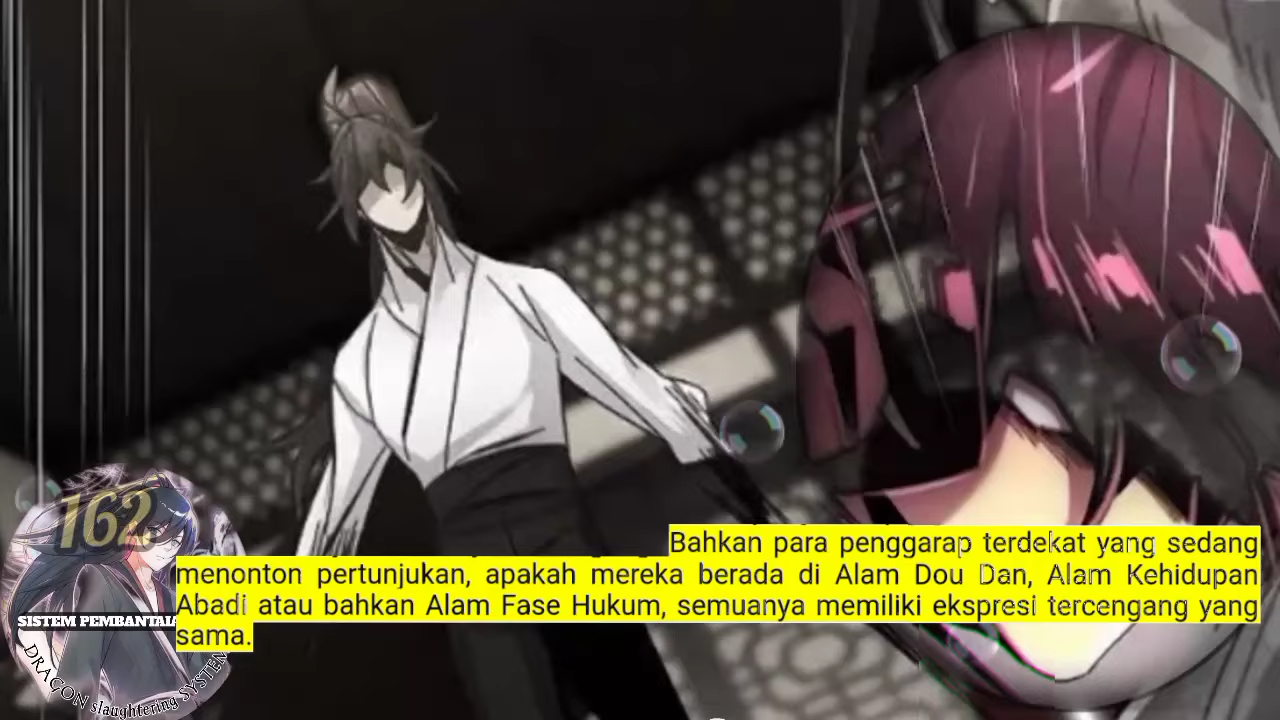 Bahkan para penggarap terdekat yang sedang
menonton pertunjukan, apakah mereka berada di Alam Dou Dan, Alam Kehidupan
Abadi atau bahkan Alam Fase Hukum, semuanya memiliki ekspresi tercengang yang
sama.
162
SISTEM PEMBANTAIA
DRAGON slaughtering SYSTEM